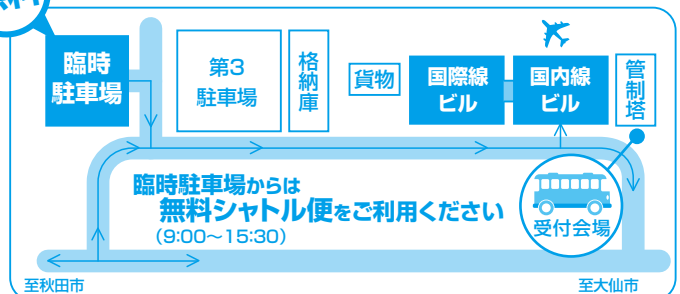 臨時
駐車場
第3
駐車場
格納庫
貨物
国際線
ビル
国内線
ビル
管制塔
臨時駐車場からは
無料シャトル便をご利用ください
(9:00〜15:30)
受付会場
至秋田市
至大仙市